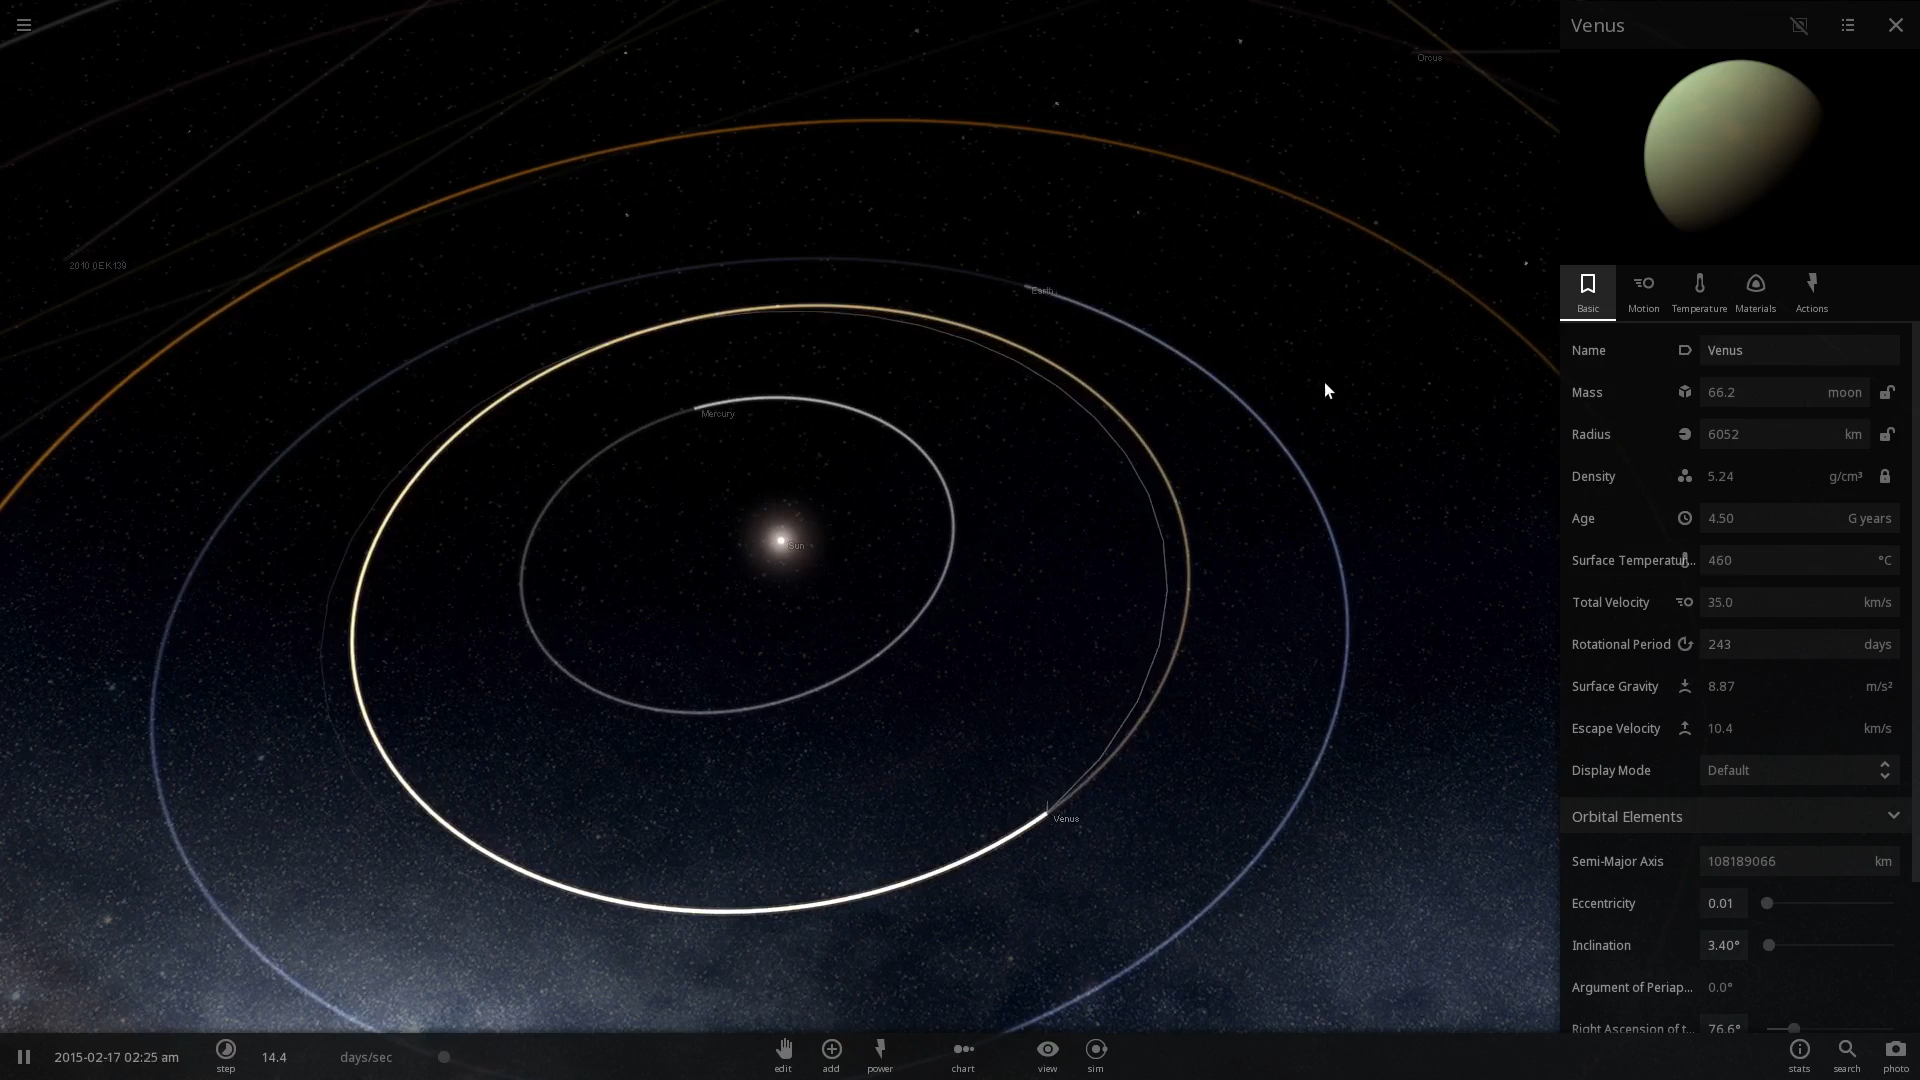 Venus
Orcus
2010 0EK139
Earth
Mercury
Sun
Venus
Basic
Motion
Temperature
Materials
Actions
Name Venus
Mass 66.2 moon
Radius 6052 km
Density 5.24 g/cm³
Age 4.50 G years
Surface Temperatur... 460 °C
Total Velocity 35.0 km/s
Rotational Period 243 days
Surface Gravity 8.87 m/s²
Escape Velocity 10.4 km/s
Display Mode Default
Orbital Elements
Semi-Major Axis 108189066 km
Eccentricity 0.01
Inclination 3.40°
Argument of Periap... 0.0°
Right Ascension of t... 76.6°
2015-02-17 02:25 am
step
14.4 days/sec
edit
add
power
chart
view
sim
stats
search
photo